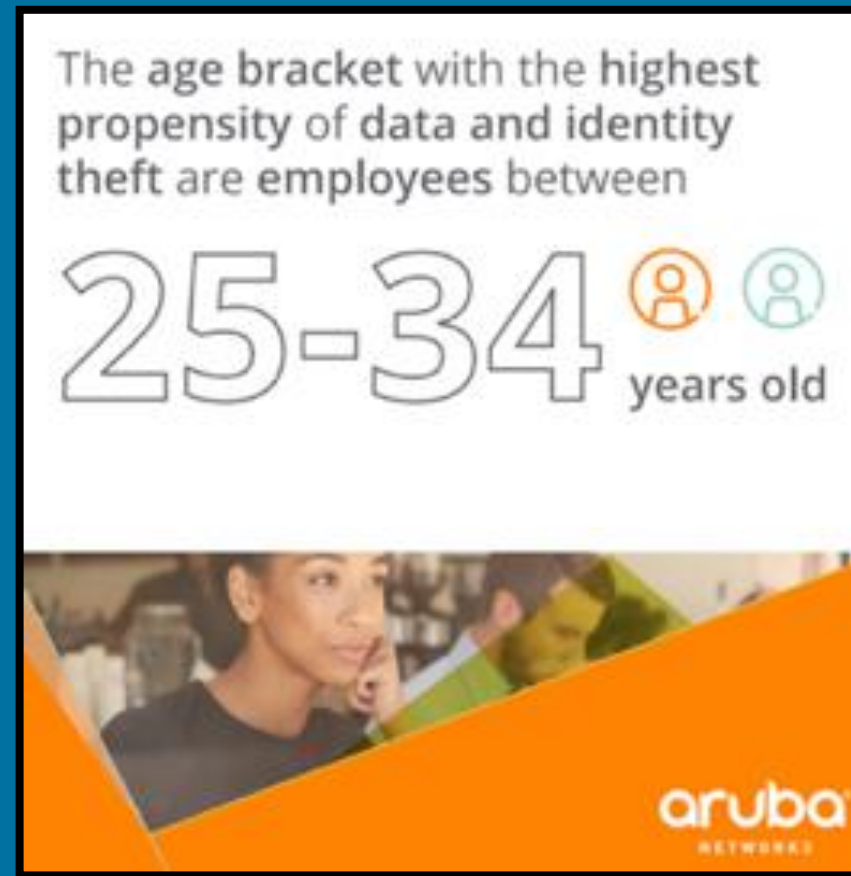 The age bracket with the highest
propensity of data and identity
theft are employees between
25-34
years old
aruba
NETWORKS